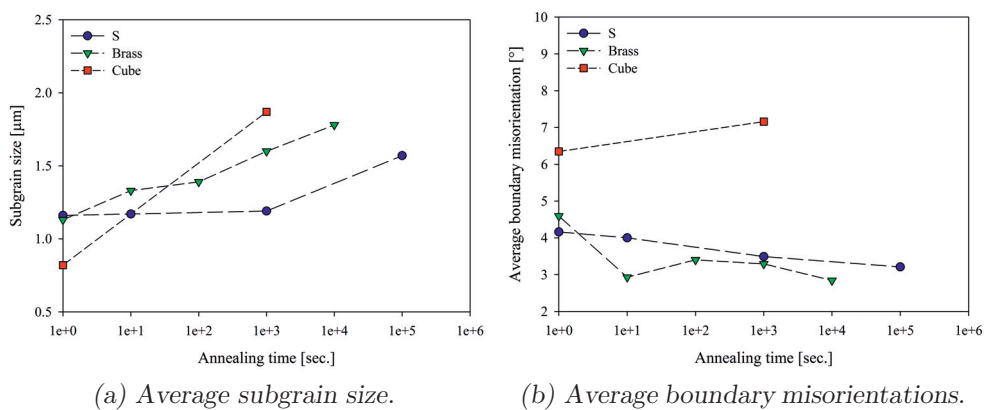 2.5
2.0
1.5
1.0
0.5
Subgrain size [μm]
S
Brass
Cube
1e+0 1e+1 1e+2 1e+3 1e+4 1e+5 1e+6
Annealing time [sec.]
(a) Average subgrain size.
10
9
8
7
6
5
4
3
2
Average boundary misorientation [°]
S
Brass
Cube
1e+0 1e+1 1e+2 1e+3 1e+4 1e+5 1e+6
Annealing time [sec.]
(b) Average boundary misorientations.